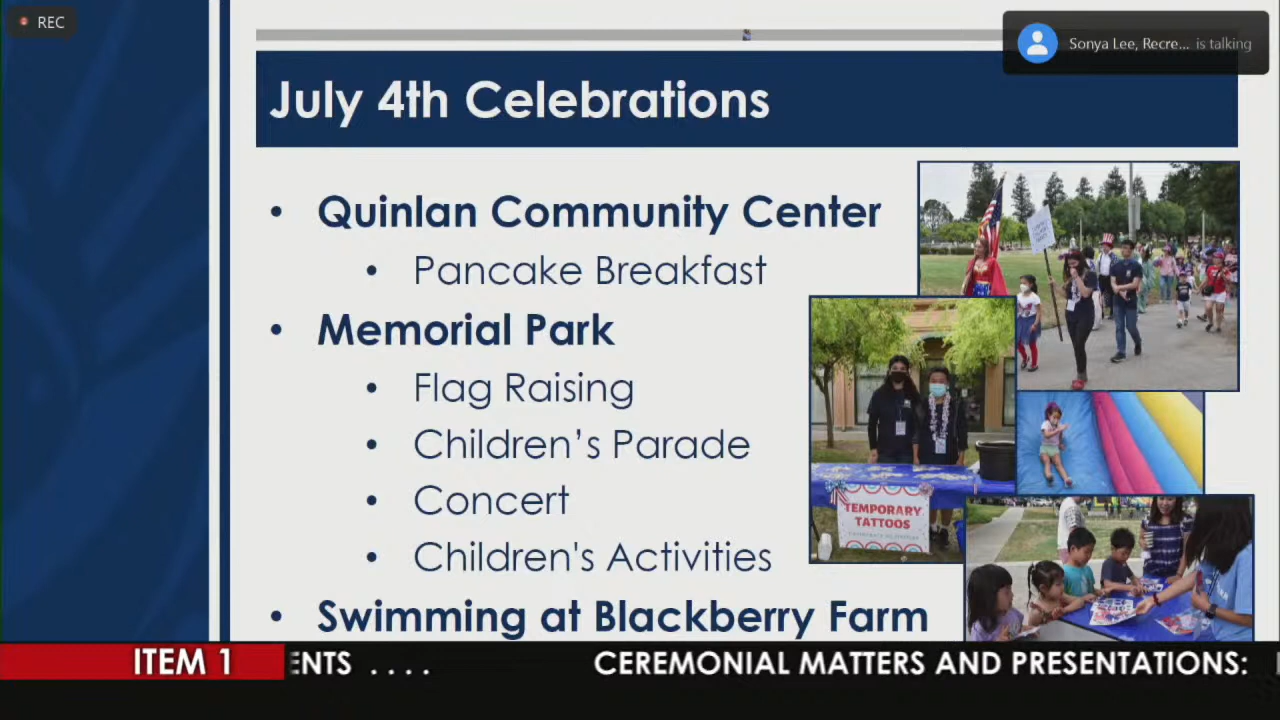 REC
Sonya Lee, Recre... is talking
July 4th Celebrations
• Quinlan Community Center
• Pancake Breakfast
• Memorial Park
• Flag Raising
• Children’s Parade
• Concert
• Children's Activities
• Swimming at Blackberry Farm
TEMPORARY
TATTOOS
ITEM 1
ENTS . . . . CEREMONIAL MATTERS AND PRESENTATIONS: